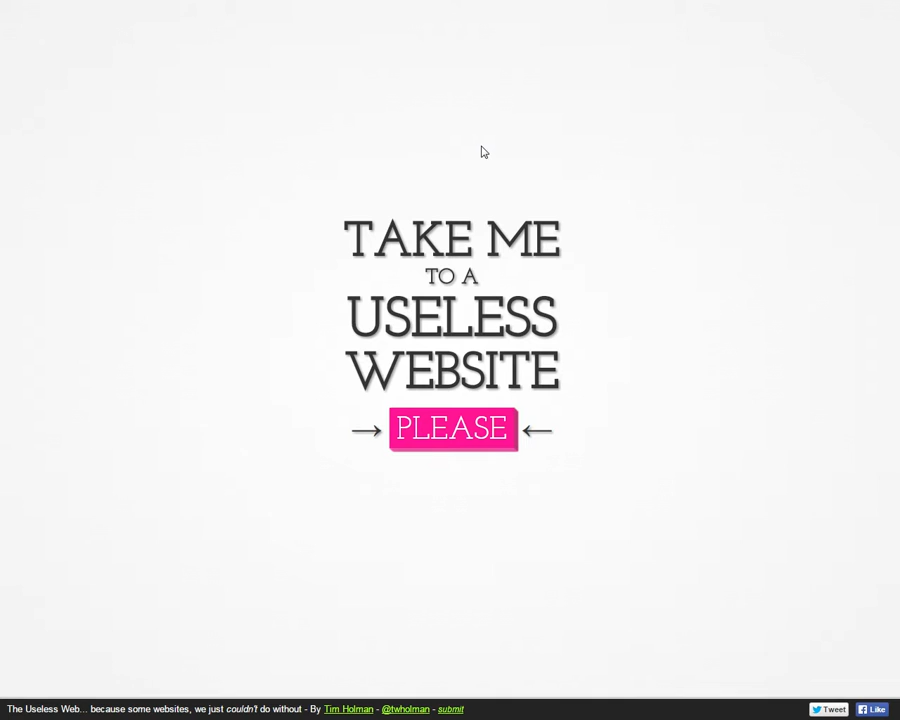 TAKE ME
TO A
USELESS
WEBSITE
→ PLEASE ←
The Useless Web... because some websites, we just couldn't do without - By Tim Holman - @twholman - submit
Tweet
Like